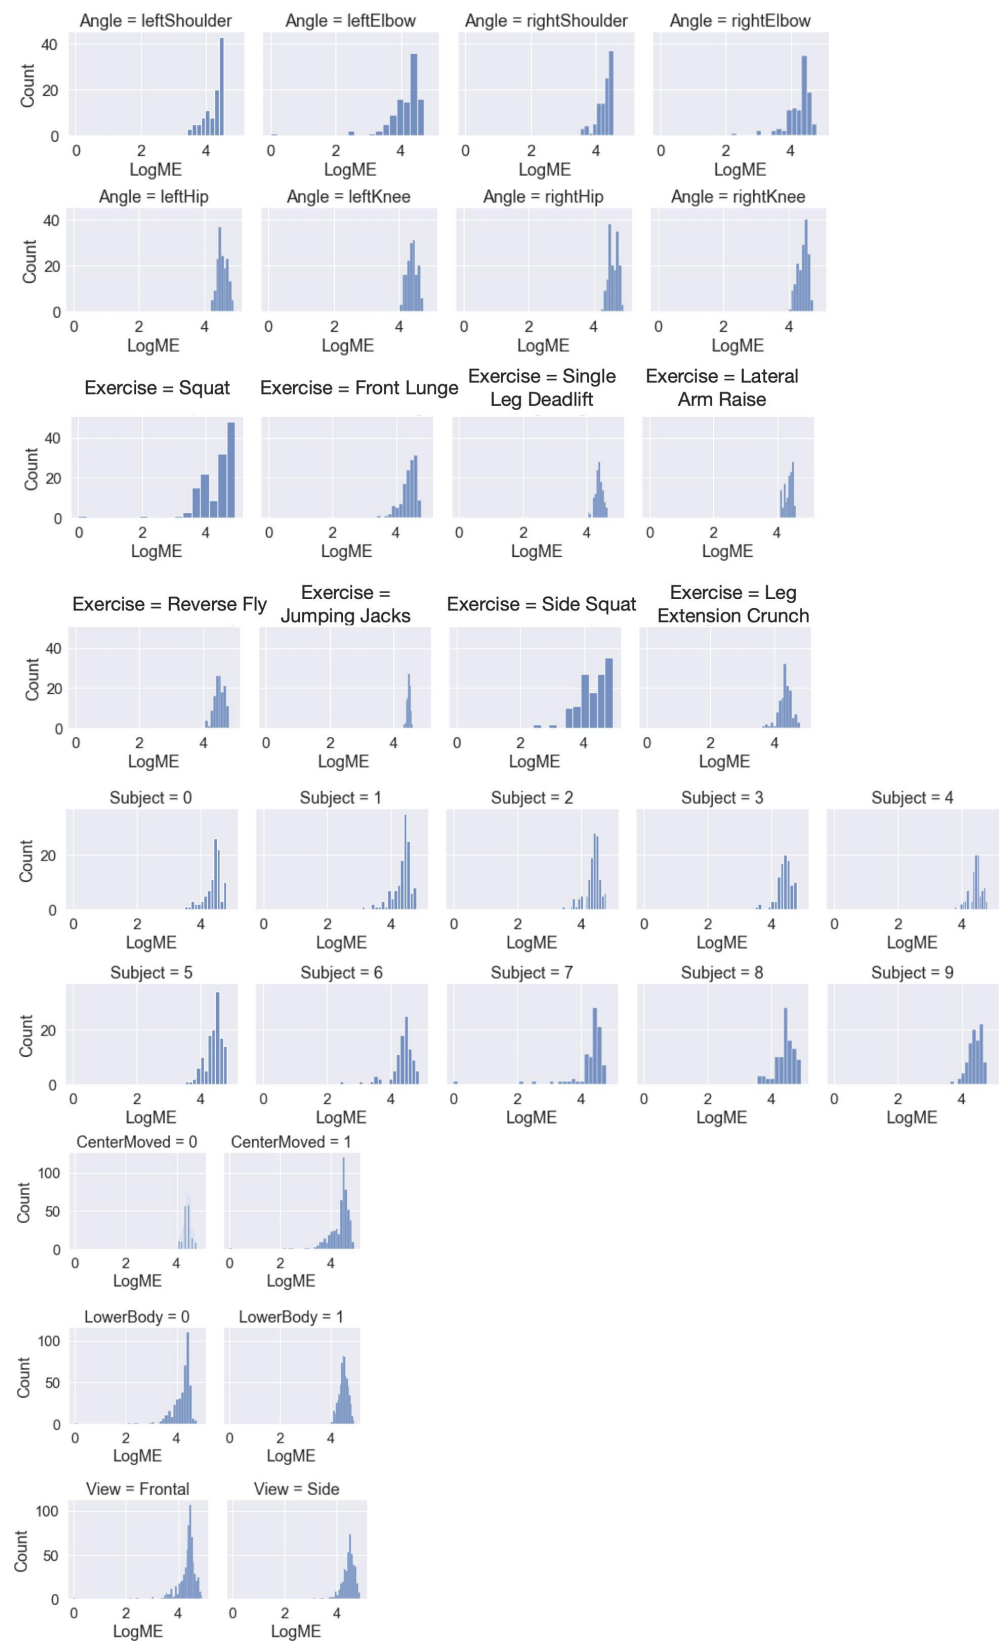 Angle = leftShoulder Angle = leftElbow Angle = rightShoulder Angle = rightElbow
40
20
0
Count
0 2 4 0 2 4 0 2 4 0 2 4
LogME LogME LogME LogME
Angle = leftHip Angle = leftKnee Angle = rightHip Angle = rightKnee
40
20
0
Count
0 2 4 0 2 4 0 2 4 0 2 4
LogME LogME LogME LogME
Exercise = Squat Exercise = Front Lunge Exercise = Single Leg Deadlift Exercise = Lateral Arm Raise
40
20
0
Count
0 2 4 0 2 4 0 2 4 0 2 4
LogME LogME LogME LogME
Exercise = Reverse Fly Exercise = Jumping Jacks Exercise = Side Squat Exercise = Leg Extension Crunch
40
20
0
Count
0 2 4 0 2 4 0 2 4 0 2 4
LogME LogME LogME LogME
Subject = 0 Subject = 1 Subject = 2 Subject = 3 Subject = 4
20
0
Count
0 2 4 0 2 4 0 2 4 0 2 4 0 2 4
LogME LogME LogME LogME LogME
Subject = 5 Subject = 6 Subject = 7 Subject = 8 Subject = 9
20
0
Count
0 2 4 0 2 4 0 2 4 0 2 4 0 2 4
LogME LogME LogME LogME LogME
CenterMoved = 0 CenterMoved = 1
100
50
0
Count
0 2 4 0 2 4
LogME LogME
LowerBody = 0 LowerBody = 1
100
50
0
Count
0 2 4 0 2 4
LogME LogME
View = Frontal View = Side
100
50
0
Count
0 2 4 0 2 4
LogME LogME